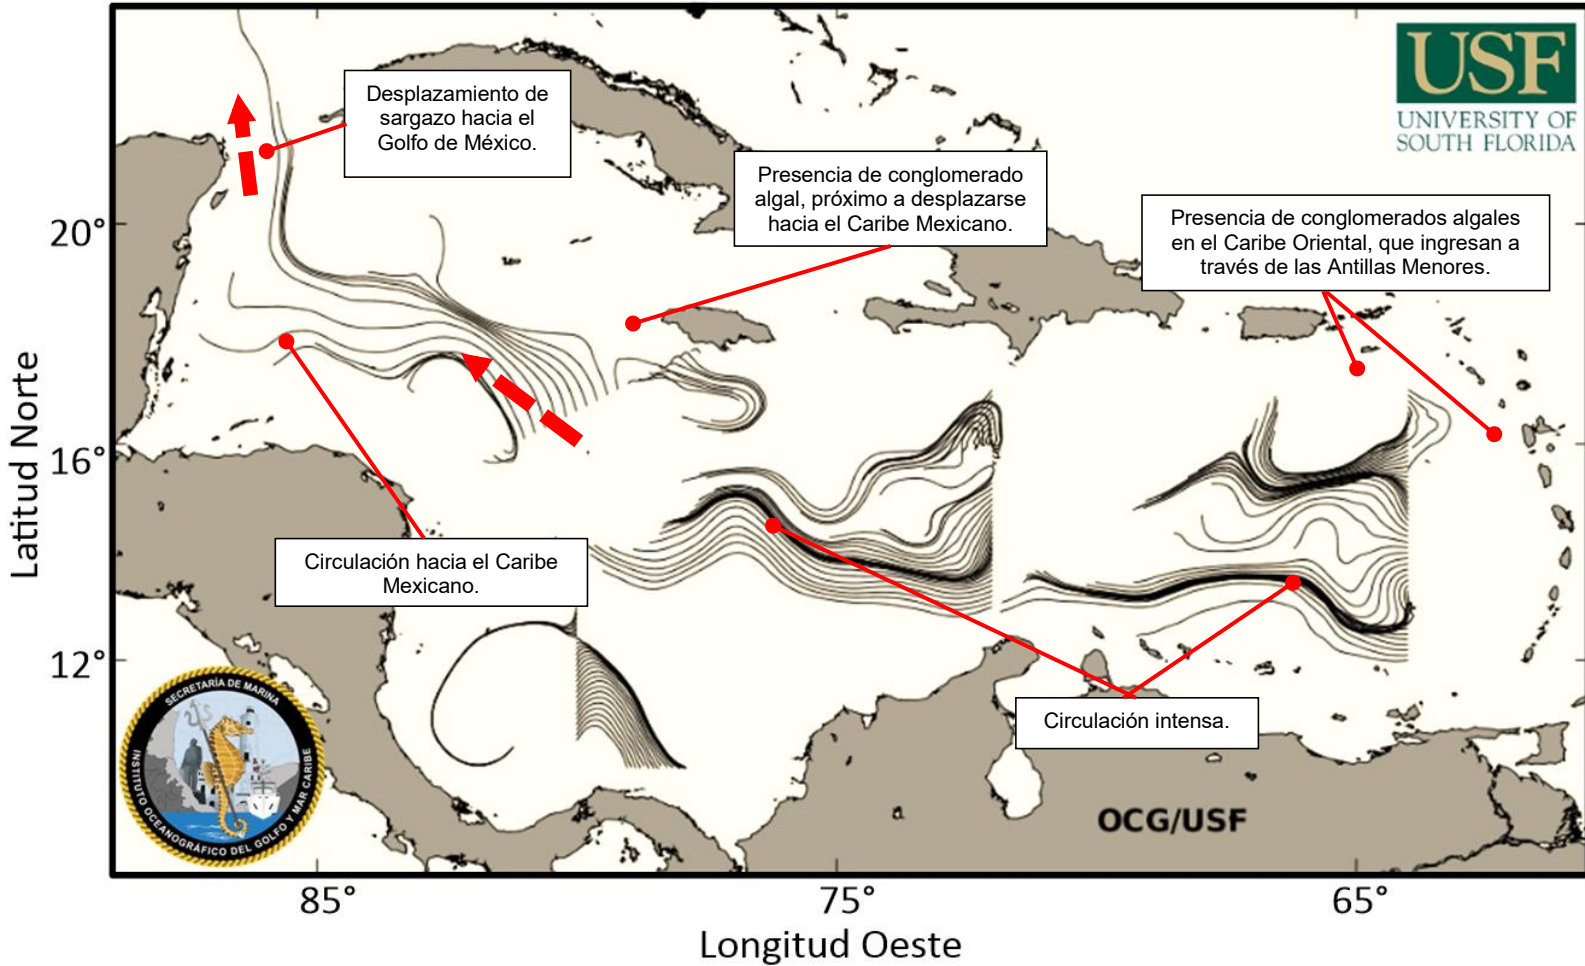 USF
UNIVERSITY OF
SOUTH FLORIDA
Desplazamiento de
sargazo hacia el
Golfo de México.
Presencia de conglomerado
algal, próximo a desplazarse
hacia el Caribe Mexicano.
Presencia de conglomerados algales
en el Caribe Oriental, que ingresan a
través de las Antillas Menores.
20°
16°
12°
Latitud Norte
Circulación hacia el Caribe
Mexicano.
Circulación intensa.
SECRETARÍA DE MARINA
INSTITUTO OCEANOGRÁFICO DEL GOLFO Y MAR CARIBE
OCG/USF
85°
75°
65°
Longitud Oeste